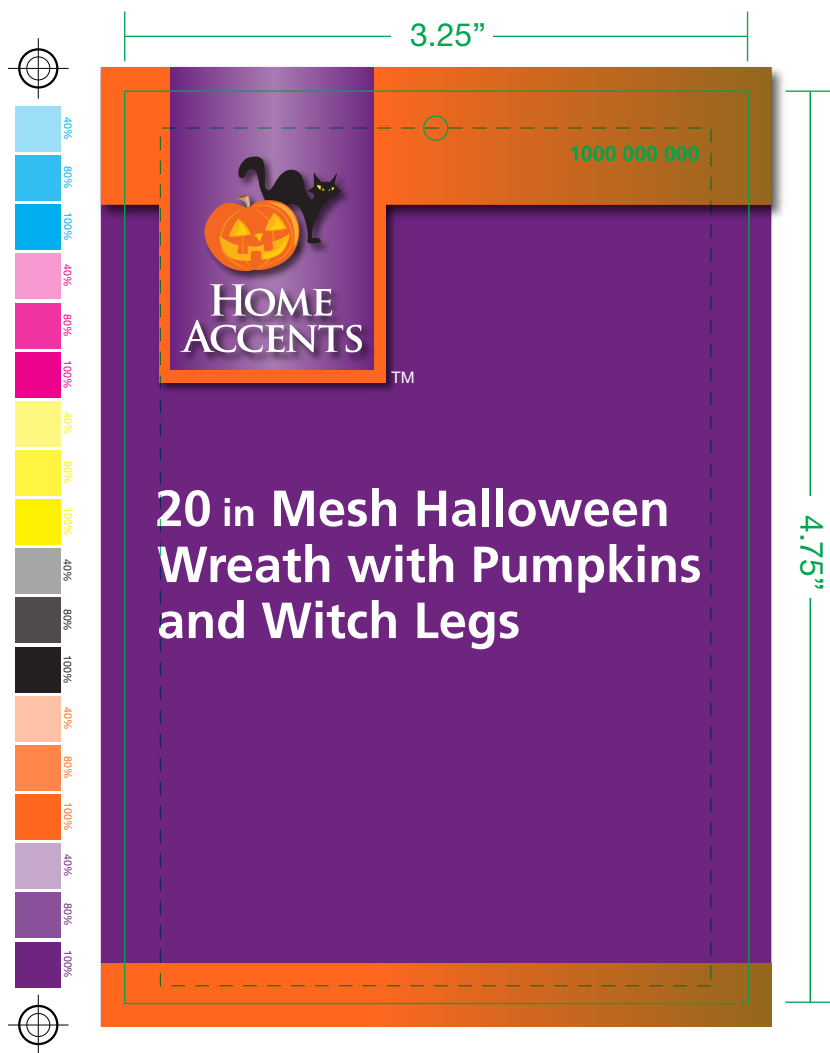 3.25”
1000 000 000
HOME
ACCENTS
TM
20 in Mesh Halloween
Wreath with Pumpkins
and Witch Legs
4.75”
40%
80%
100%
40%
80%
100%
40%
80%
100%
40%
80%
100%
40%
80%
100%
40%
80%
100%